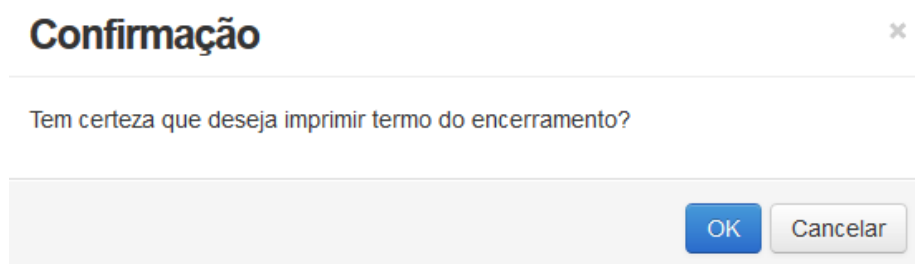 Confirmação
×
Tem certeza que deseja imprimir termo do encerramento?
OK Cancelar